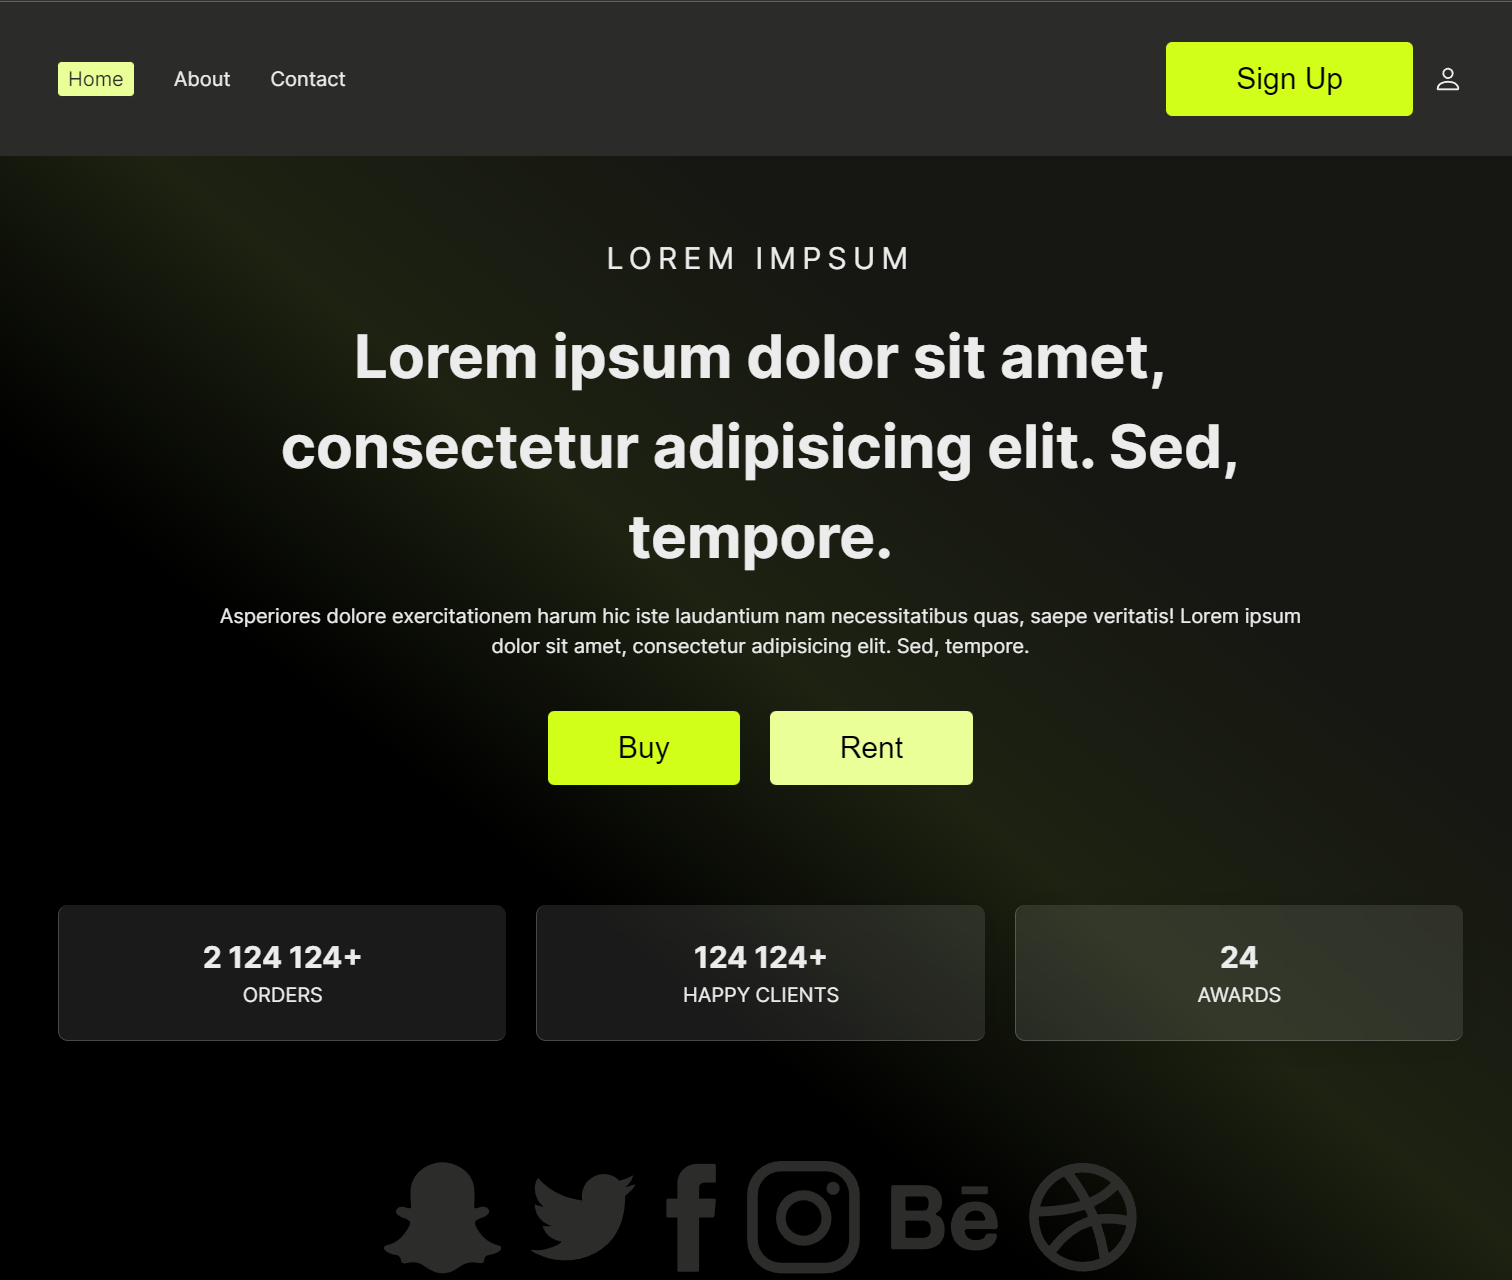 Home About Contact Sign Up
LOREM IMPSUM
Lorem ipsum dolor sit amet,
consectetur adipisicing elit. Sed,
tempore.
Asperiores dolore exercitationem harum hic iste laudantium nam necessitatibus quas, saepe veritatis! Lorem ipsum
dolor sit amet, consectetur adipisicing elit. Sed, tempore.
Buy Rent
2 124 124+
ORDERS
124 124+
HAPPY CLIENTS
24
AWARDS
Bē